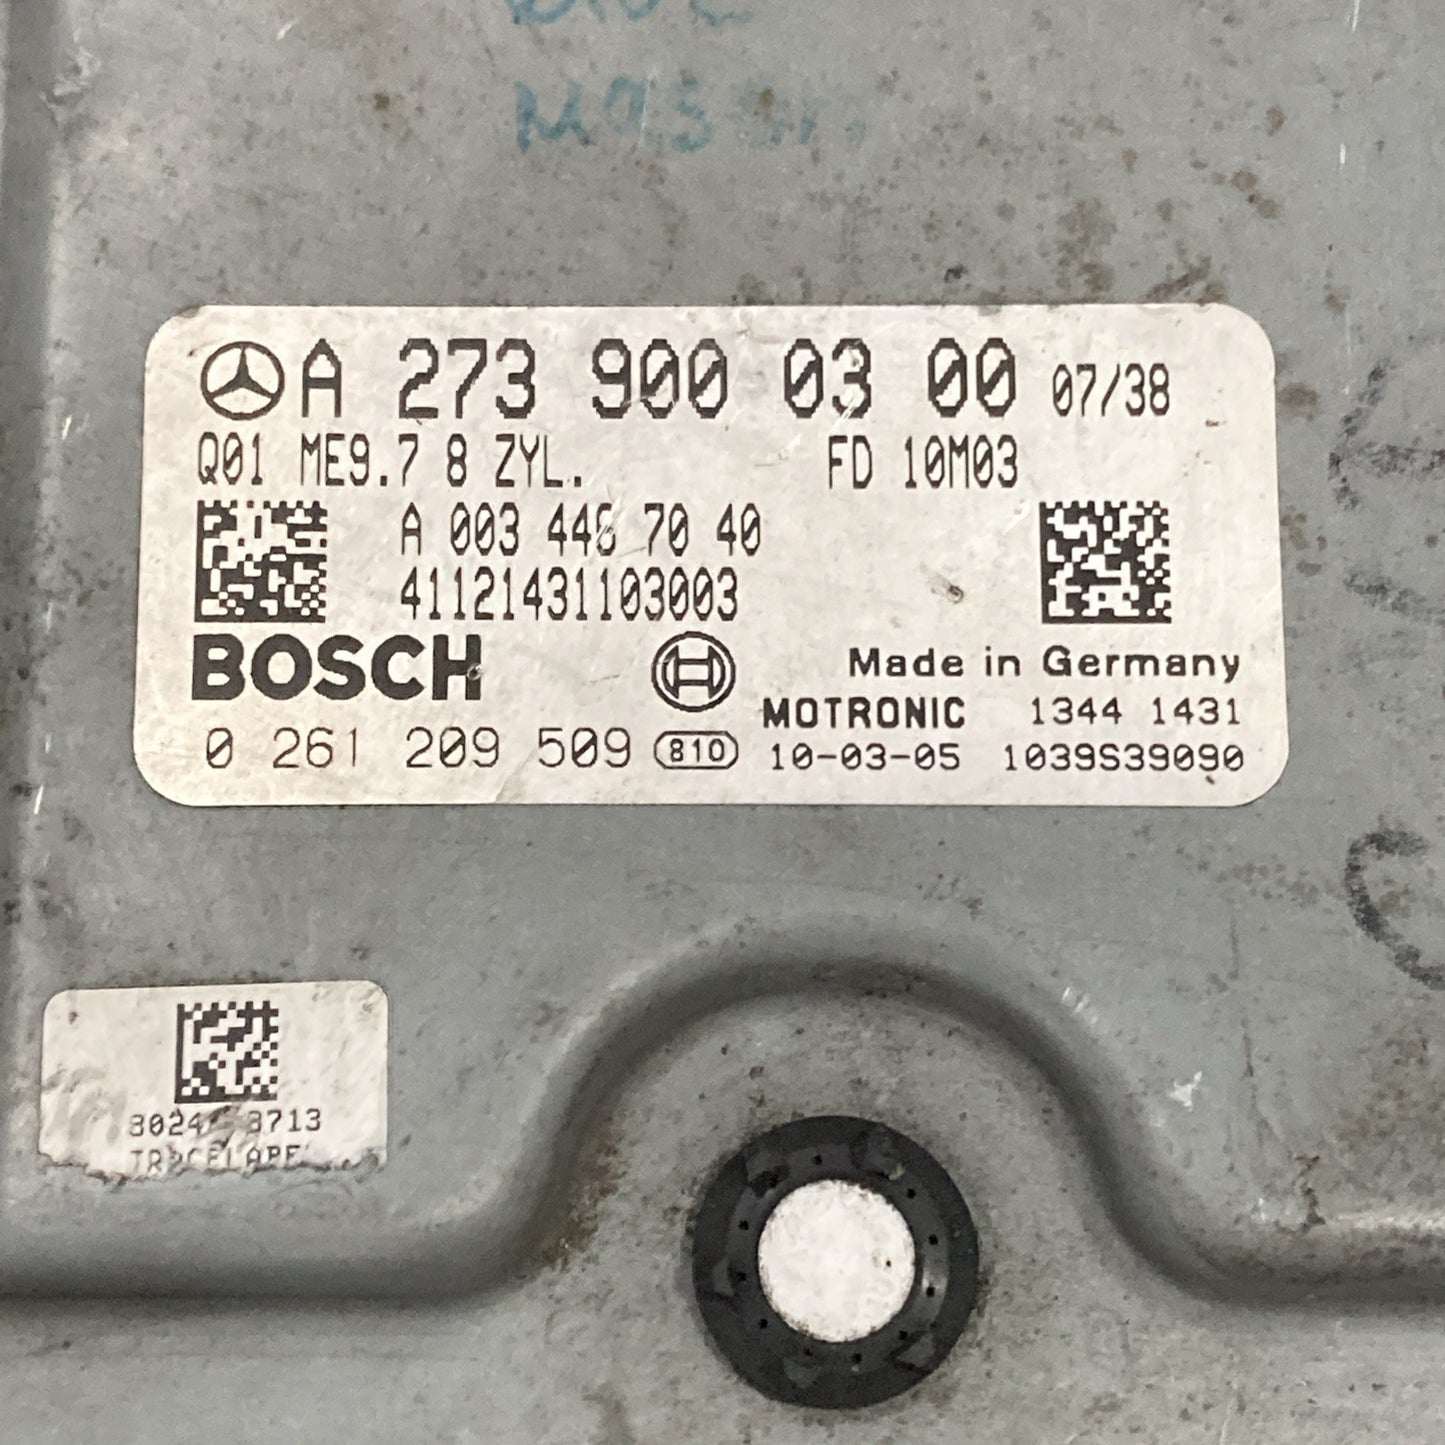 A 273 900 03 00 07/38
Q01 ME9.7 8 ZYL. FD 10M03
A 003 446 70 40
41121431103003
BOSCH
Made in Germany
MOTRONIC 1344 1431
0 261 209 509 810 10-03-05 1039S39090